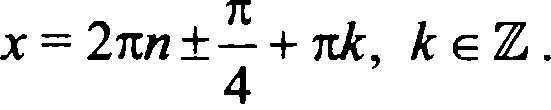 x = 2πn ± π/4 + πk, k ∈ ℤ.